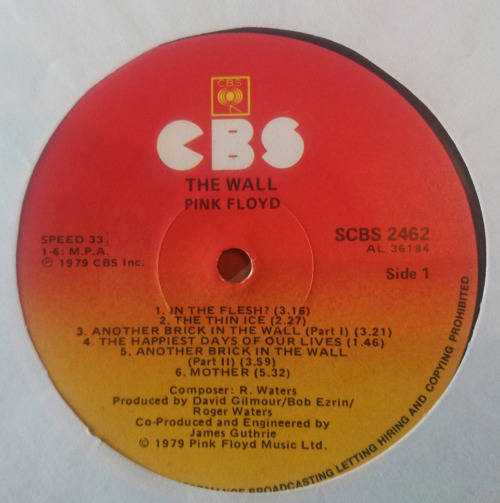 CBS
CBS
THE WALL
PINK FLOYD
SPEED 33
1-6: M.P.A.
℗ 1979 CBS Inc.
SCBS 2462
AL 36184
Side 1
1. IN THE FLESH? (3.16)
2. THE THIN ICE (2.27)
3. ANOTHER BRICK IN THE WALL (Part I) (3.21)
4. THE HAPPIEST DAYS OF OUR LIVES (1.46)
5. ANOTHER BRICK IN THE WALL
(Part II) (3.59)
6. MOTHER (5.32)
Composer: R. Waters
Produced by David Gilmour/Bob Ezrin/
Roger Waters
Co-Produced and Engineered by
James Guthrie
© 1979 Pink Floyd Music Ltd.
BROADCASTING LETTING HIRING AND COPYING PROHIBITED